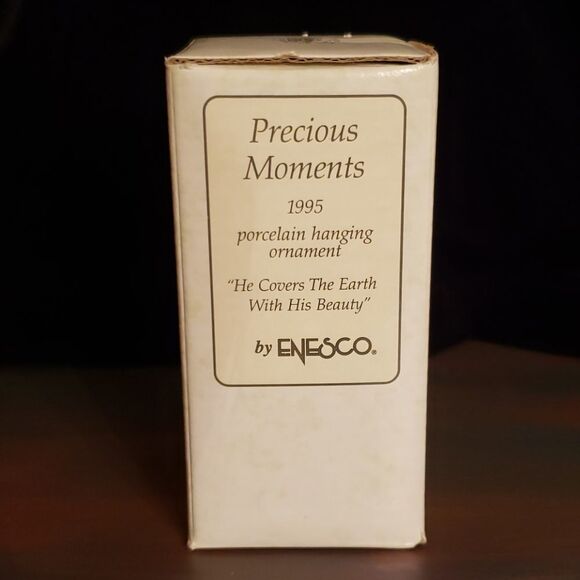 Precious
Moments
1995
porcelain hanging
ornament
"He Covers The Earth
With His Beauty"
by ENESCO®